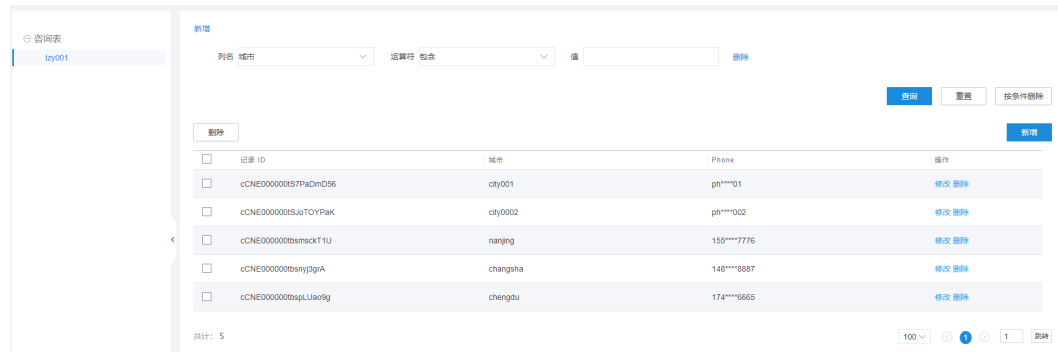 咨询表
lzy001
新增
列名 城市 运算符 包含 值 删除
查询 重置 按条件删除
删除 新增
记录 ID 城市 Phone 操作
cCNE000000tS7PaDmD56 city001 ph****01 修改 删除
cCNE000000tSJoTOYPaK city0002 ph****002 修改 删除
cCNE000000tbsmsckT1U nanjing 155****7776 修改 删除
cCNE000000tbsnyj3grA changsha 148****8887 修改 删除
cCNE000000tbspLUao9g chengdu 174****6665 修改 删除
共计: 5 100 1 1 跳转